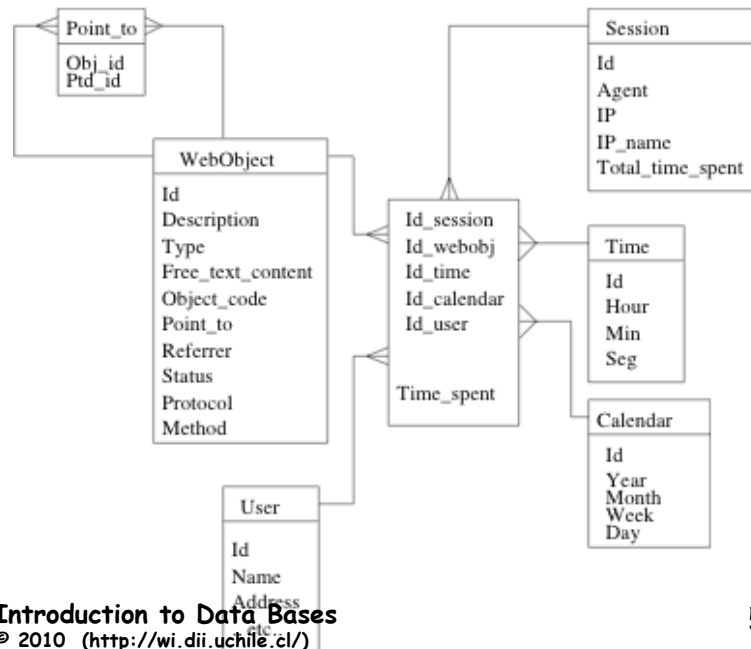 Point_to
Obj_id
Ptd_id
WebObject
Id
Description
Type
Free_text_content
Object_code
Point_to
Referrer
Status
Protocol
Method
Id_session
Id_webobj
Id_time
Id_calendar
Id_user
Time_spent
Session
Id
Agent
IP
IP_name
Total_time_spent
Time
Id
Hour
Min
Seg
Calendar
Id
Year
Month
Week
Day
User
Id
Name
Address
etc.
Introduction to Data Bases
© 2010 (http://wi.dii.uchile.cl/)